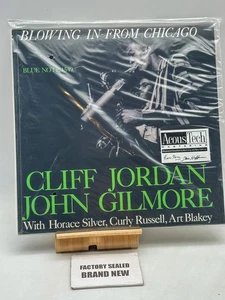 BLOWING IN FROM CHICAGO
BLUE NOTE
AcousTech
CLIFF JORDAN
JOHN GILMORE
With Horace Silver, Curly Russell, Art Blakey
FACTORY SEALED
BRAND NEW